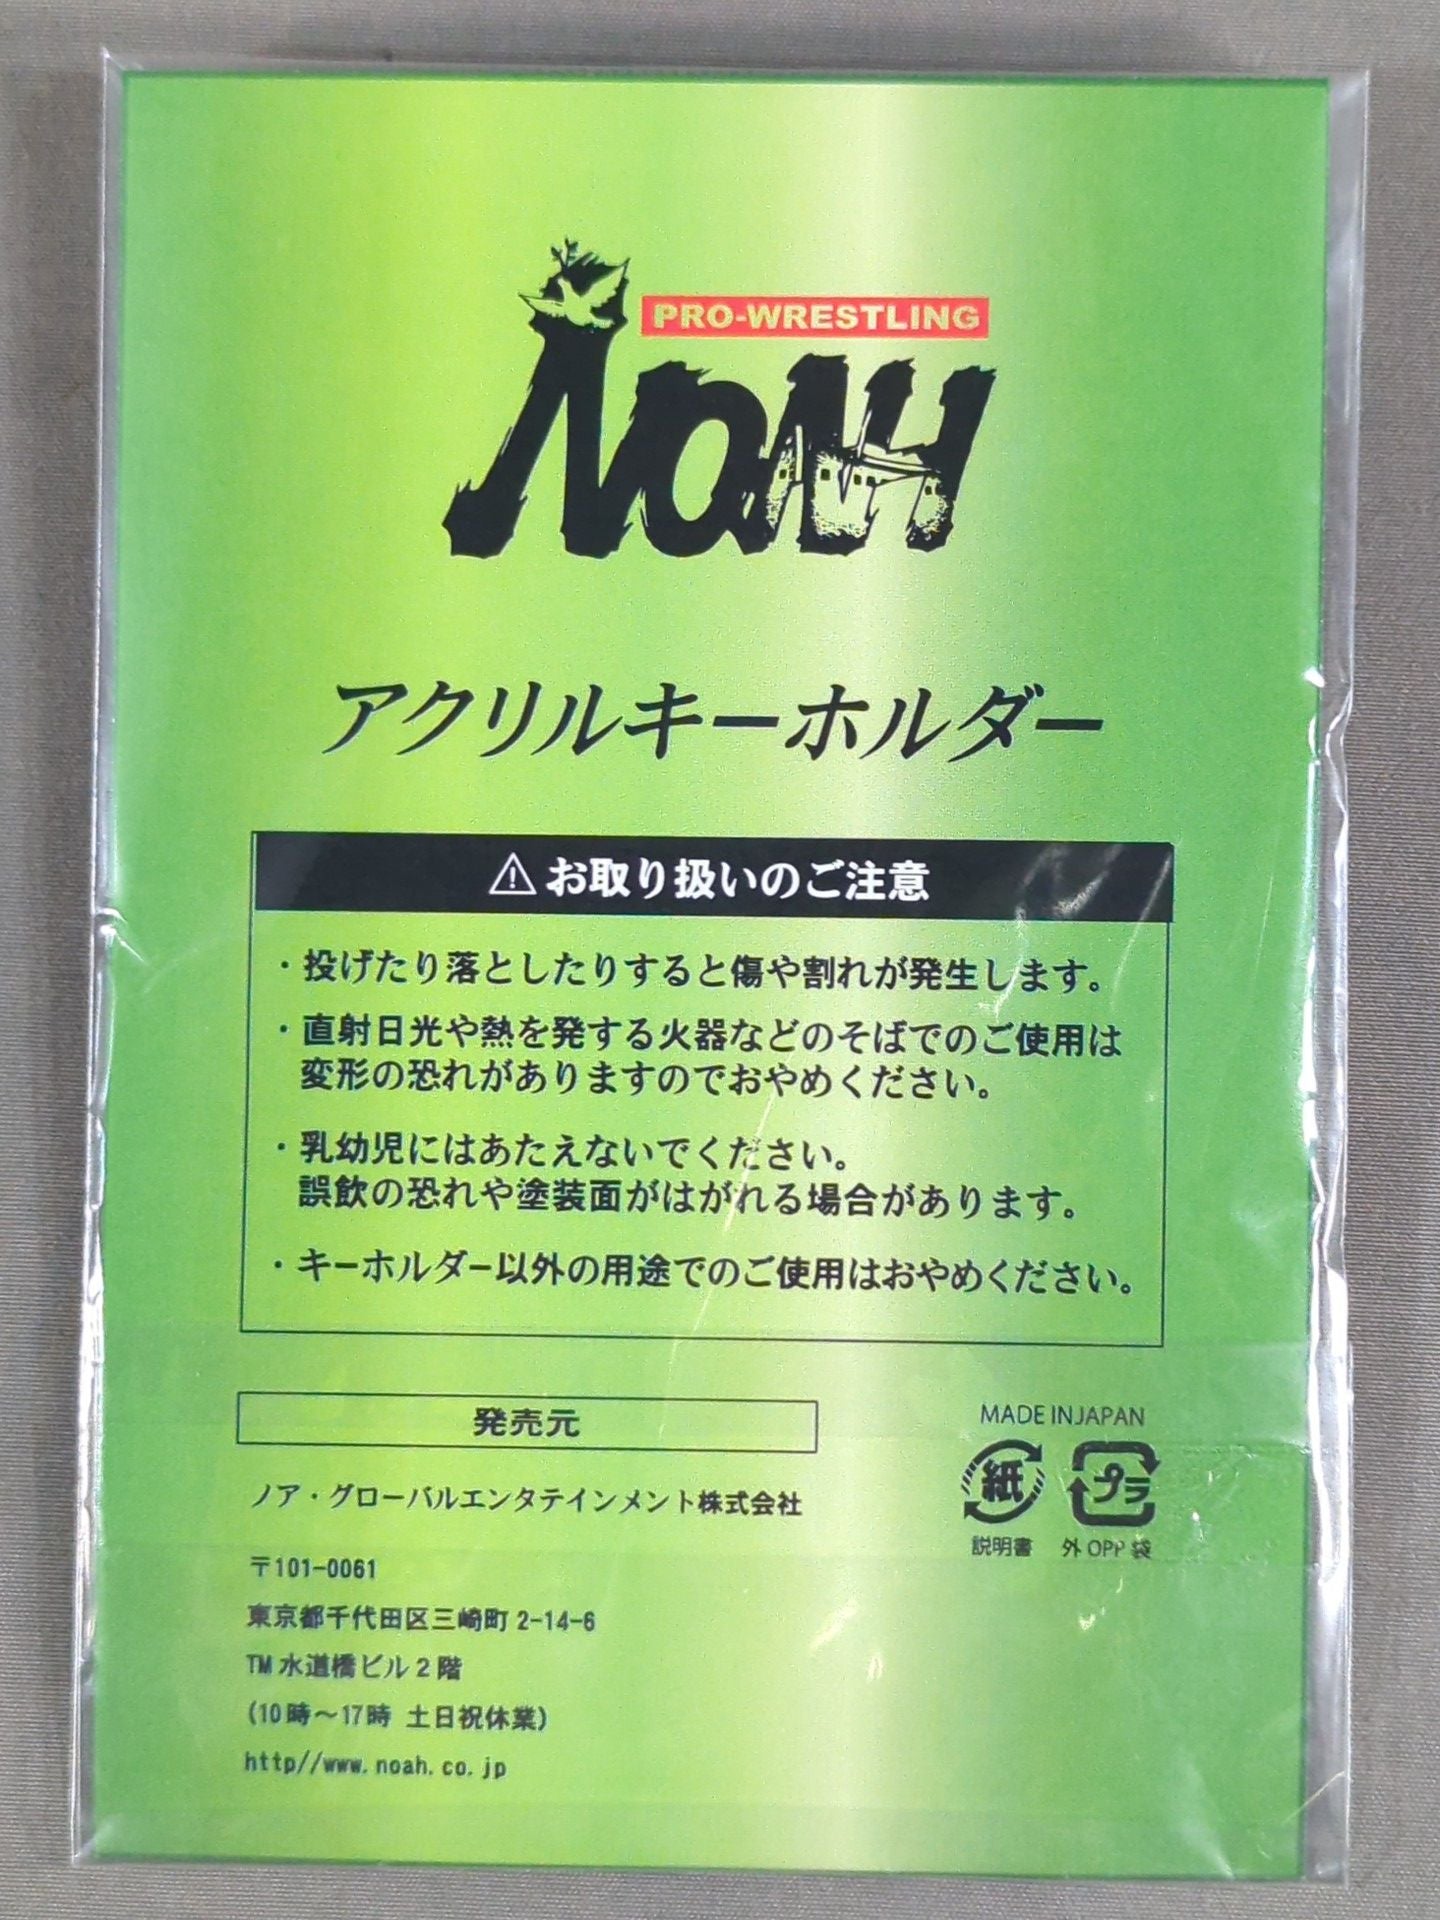 PRO-WRESTLING
NOAH
アクリルキーホルダー
⚠お取り扱いのご注意
・投げたり落としたりすると傷や割れが発生します。
・直射日光や熱を発する火器などのそばでのご使用は
変形の恐れがありますのでおやめください。
・乳幼児にはあたえないでください。
誤飲の恐れや塗装面がはがれる場合があります。
・キーホルダー以外の用途でのご使用はおやめください。
発売元
ノア・グローバルエンタテインメント株式会社
〒101-0061
東京都千代田区三崎町2-14-6
TM水道橋ビル2階
(10時～17時 土日祝休業)
http//www.noah.co.jp
MADE IN JAPAN
紙 プラ
説明書 外OPP袋